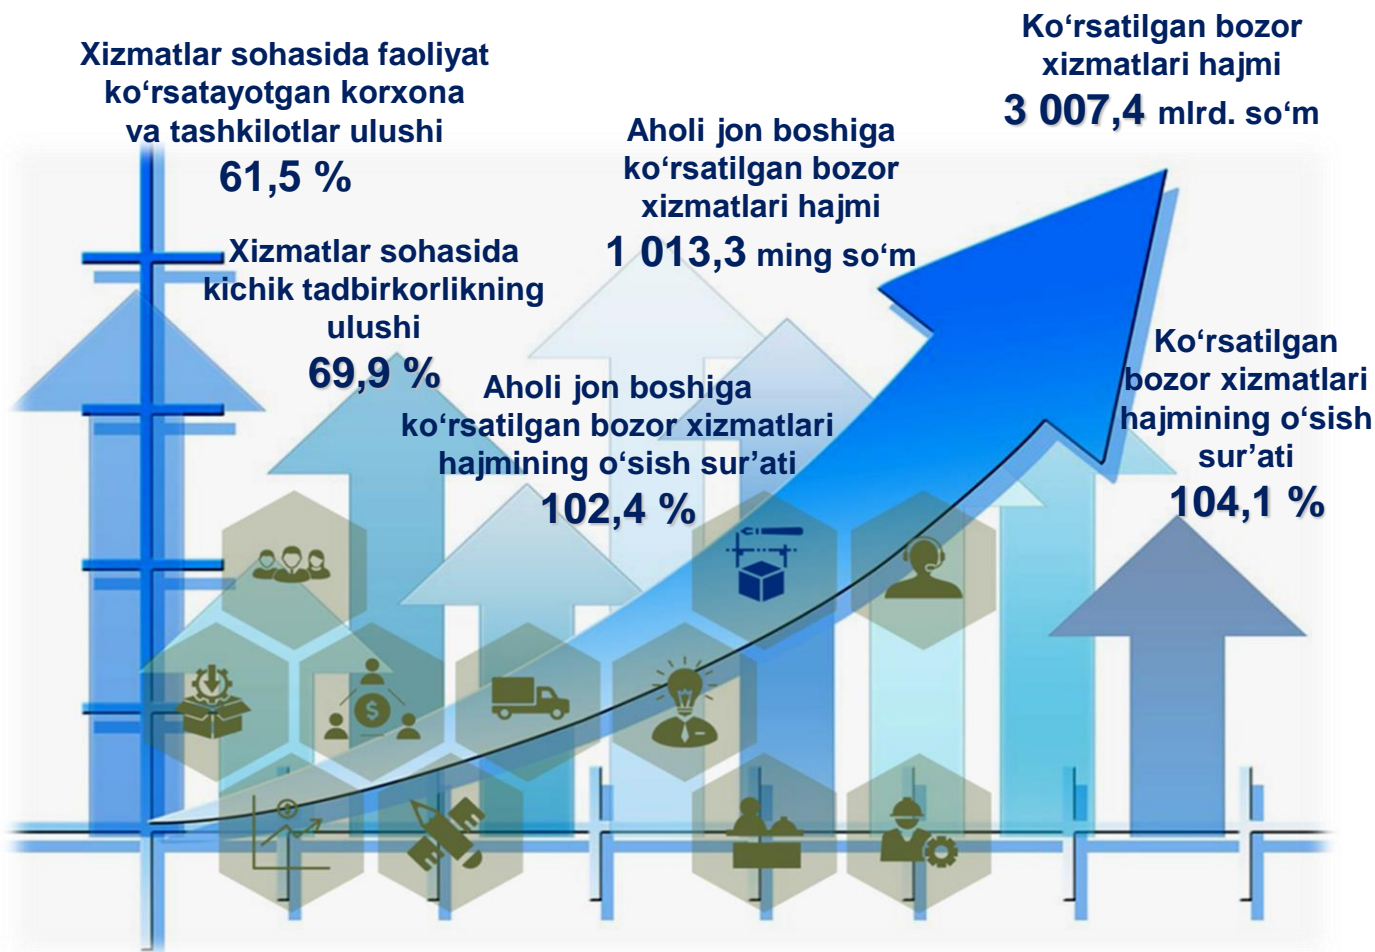 Xizmatlar sohasida faoliyat
ko‘rsatayotgan korxona
va tashkilotlar ulushi
61,5 %
Xizmatlar sohasida
kichik tadbirkorlikning
ulushi
69,9 %
Aholi jon boshiga
ko‘rsatilgan bozor
xizmatlari hajmi
1 013,3 ming so‘m
Aholi jon boshiga
ko‘rsatilgan bozor xizmatlari
hajmining o‘sish sur’ati
102,4 %
Ko‘rsatilgan bozor
xizmatlari hajmi
3 007,4 mlrd. so‘m
Ko‘rsatilgan
bozor xizmatlari
hajmining o‘sish
sur’ati
104,1 %